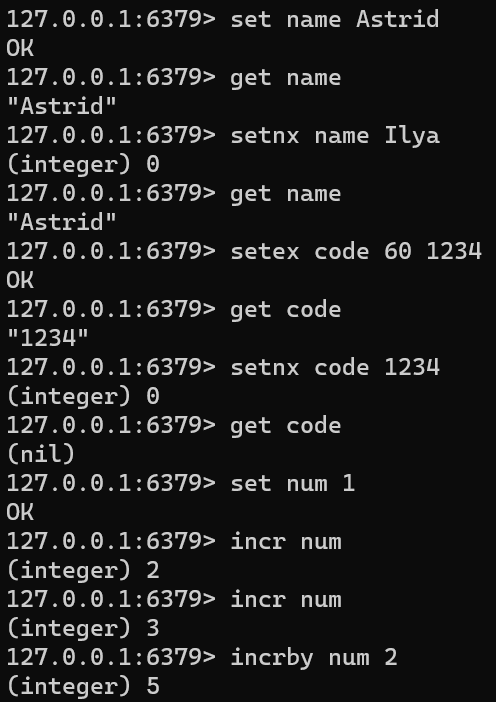 127.0.0.1:6379> set name Astrid
OK
127.0.0.1:6379> get name
"Astrid"
127.0.0.1:6379> setnx name Ilya
(integer) 0
127.0.0.1:6379> get name
"Astrid"
127.0.0.1:6379> setex code 60 1234
OK
127.0.0.1:6379> get code
"1234"
127.0.0.1:6379> setnx code 1234
(integer) 0
127.0.0.1:6379> get code
(nil)
127.0.0.1:6379> set num 1
OK
127.0.0.1:6379> incr num
(integer) 2
127.0.0.1:6379> incr num
(integer) 3
127.0.0.1:6379> incrby num 2
(integer) 5